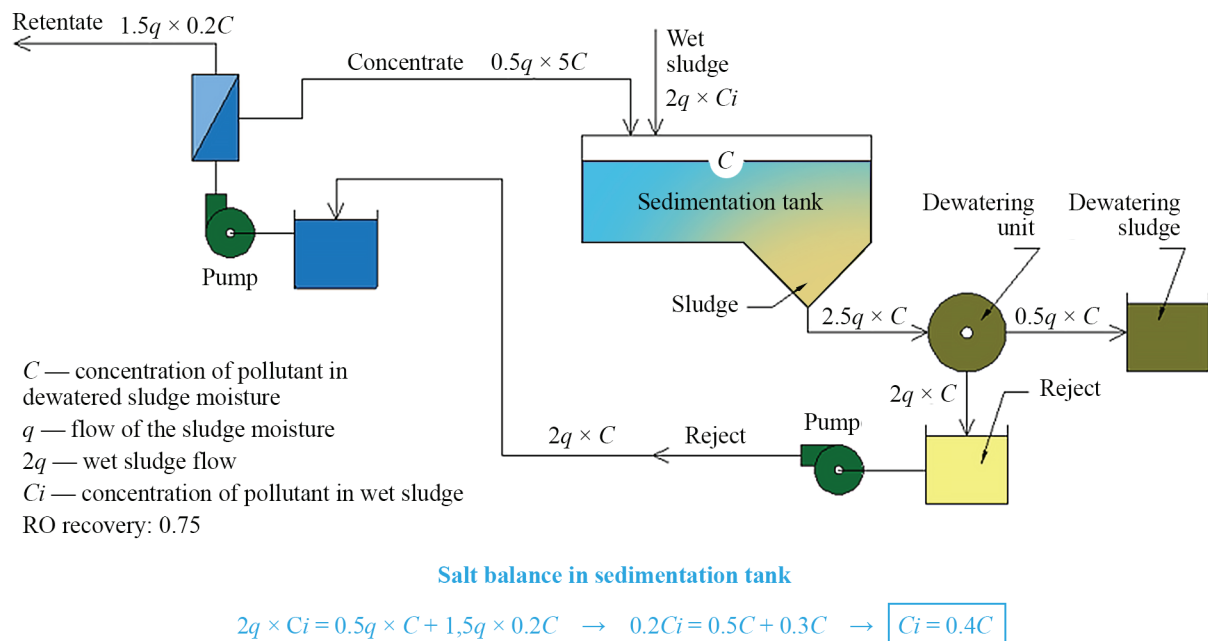 Retentate 1.5q × 0.2C
Concentrate 0.5q × 5C
Wet
sludge
2q × Ci
C
Sedimentation tank
Dewatering
unit
Dewatering
sludge
Pump
Sludge
2.5q × C
0.5q × C
2q × C
Reject
Pump
2q × C
Reject
C — concentration of pollutant in
dewatered sludge moisture
q — flow of the sludge moisture
2q — wet sludge flow
Ci — concentration of pollutant in wet sludge
RO recovery: 0.75
Salt balance in sedimentation tank
2q × Ci = 0.5q × C + 1,5q × 0.2C → 0.2Ci = 0.5C + 0.3C → Ci = 0.4C